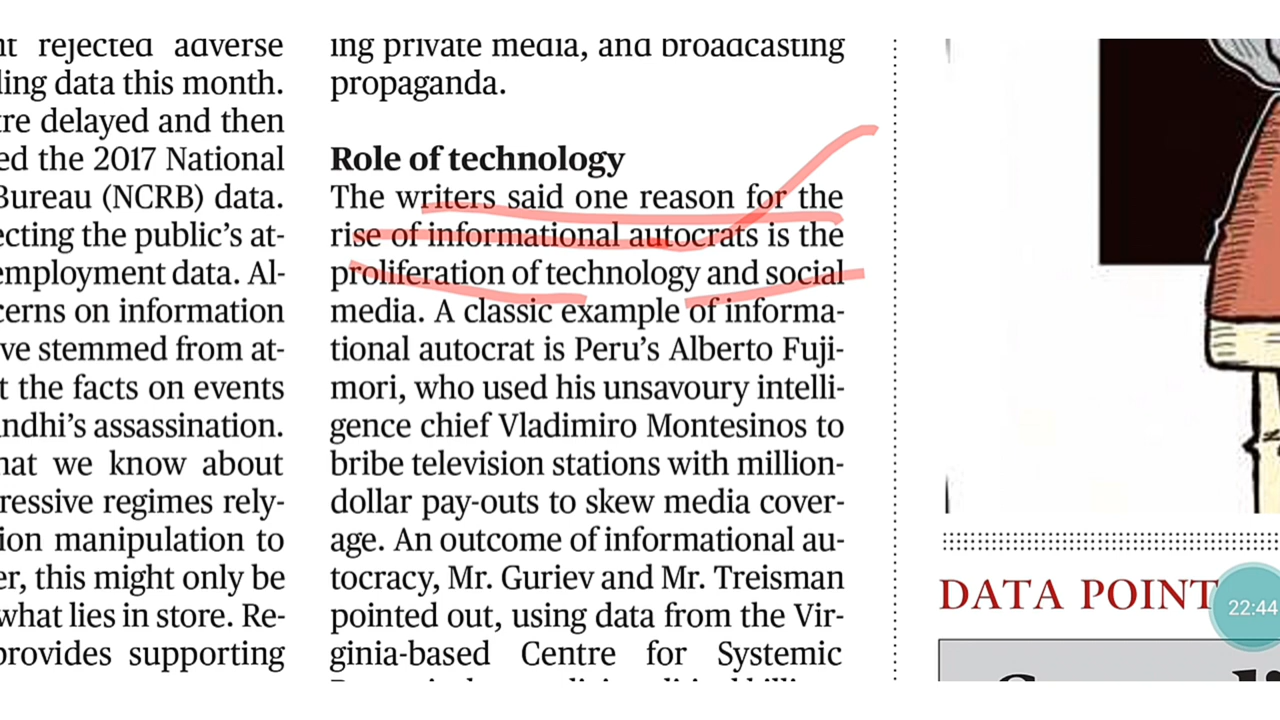 nt rejected adverse
ling data this month.
tre delayed and then
ed the 2017 National
Bureau (NCRB) data.
ecting the public's at-
employment data. Al-
cerns on information
ve stemmed from at-
t the facts on events
ndhi's assassination.
hat we know about
ressive regimes rely-
ion manipulation to
er, this might only be
what lies in store. Re-
provides supporting
ing private media, and broadcasting
propaganda.
Role of technology
The writers said one reason for the
rise of informational autocrats is the
proliferation of technology and social
media. A classic example of informa-
tional autocrat is Peru's Alberto Fuji-
mori, who used his unsavoury intelli-
gence chief Vladimiro Montesinos to
bribe television stations with million-
dollar pay-outs to skew media cover-
age. An outcome of informational au-
tocracy, Mr. Guriev and Mr. Treisman
pointed out, using data from the Vir-
ginia-based Centre for Systemic
DATA POINT
22:44